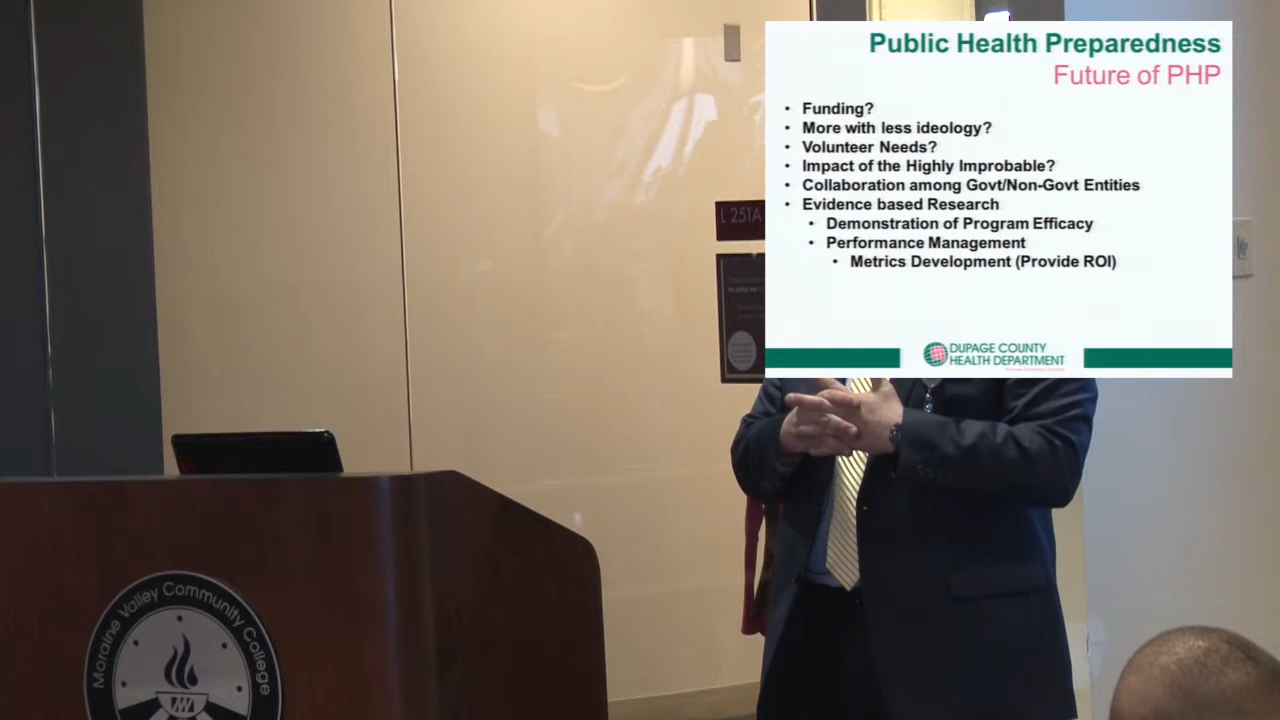 Public Health Preparedness
Future of PHP
• Funding?
• More with less ideology?
• Volunteer Needs?
• Impact of the Highly Improbable?
• Collaboration among Govt/Non-Govt Entities
• Evidence based Research
• Demonstration of Program Efficacy
• Performance Management
• Metrics Development (Provide ROI)
DUPAGE COUNTY
HEALTH DEPARTMENT
L 251A
Moraine Valley Community College